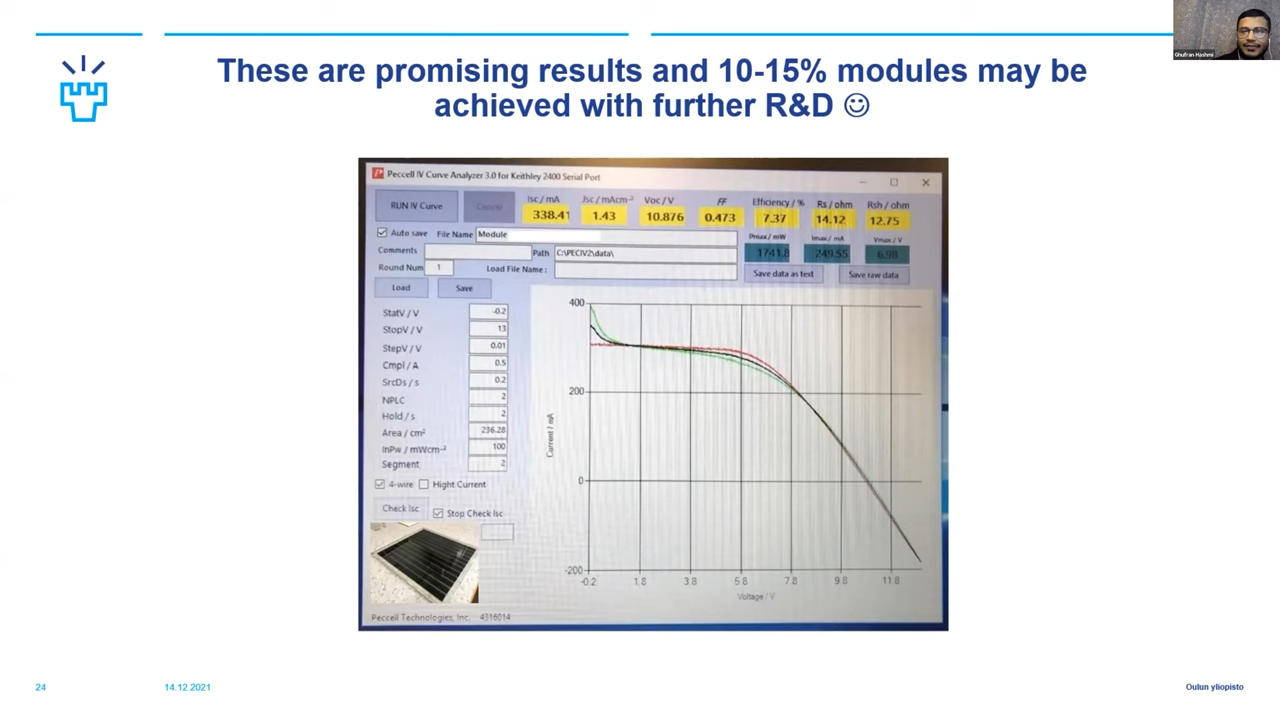 Ghufran Hashmi
These are promising results and 10-15% modules may be
achieved with further R&D ☺
Peccell IV Curve Analyzer 3.0 for Keithley 2400 Serial Port
RUN IV Curve
Cancel
Isc / mA Jsc / mAcm⁻² Voc / V FF Efficiency / % Rs / ohm Rsh / ohm
338.41 1.43 10.876 0.473 7.37 14.12 12.75
Pmax / mW Imax / mA Vmax / V
1741.8 249.55 6.98
Auto save File Name Module
Comments Path C:\PECIV2\data\
Round Num 1 Load File Name :
Save data as text Save raw data
Load Save
StatV / V -0.2
StopV / V 13
StepV / V 0.01
Cmpl / A 0.5
SrcDs / s 0.2
NPLC 2
Hold / s 2
Area / cm² 236.28
InPw / mWcm⁻² 100
Segment 2
4-wire Hight Current
Check Isc Stop Check Isc
400
200
0
-200
Current / mA
-0.2 1.8 3.8 5.8 7.8 9.8 11.8
Voltage / V
Peccell Technologies, Inc. 4316014
24 14.12.2021 Oulun yliopisto